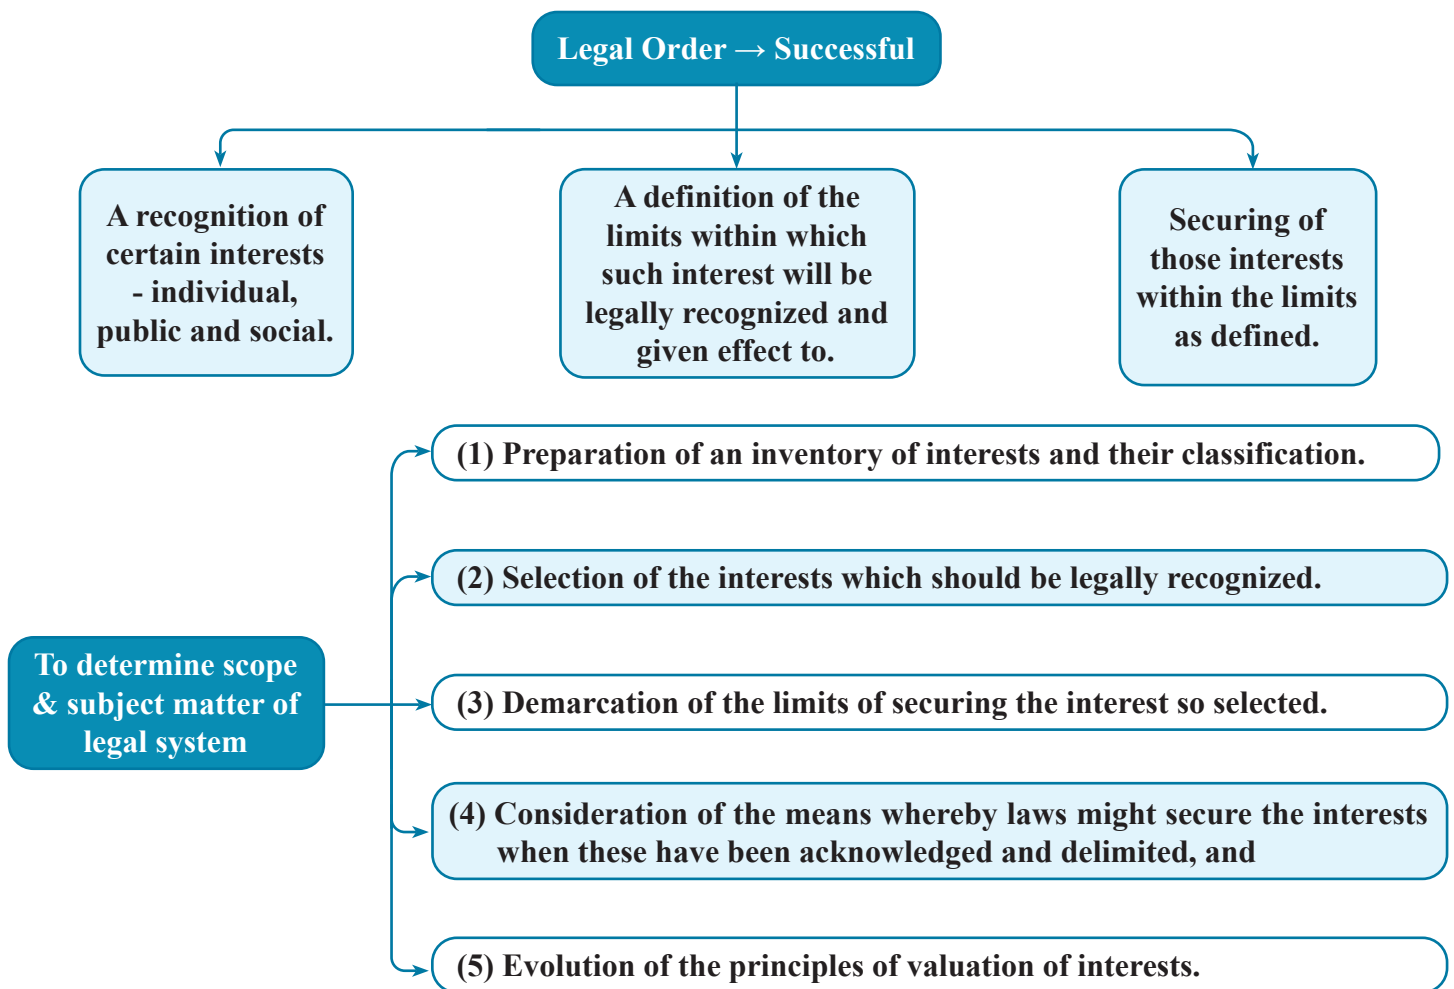 Legal Order → Successful
A recognition of
certain interests
- individual,
public and social.
A definition of the
limits within which
such interest will be
legally recognized and
given effect to.
Securing of
those interests
within the limits
as defined.
To determine scope
& subject matter of
legal system
(1) Preparation of an inventory of interests and their classification.
(2) Selection of the interests which should be legally recognized.
(3) Demarcation of the limits of securing the interest so selected.
(4) Consideration of the means whereby laws might secure the interests
when these have been acknowledged and delimited, and
(5) Evolution of the principles of valuation of interests.